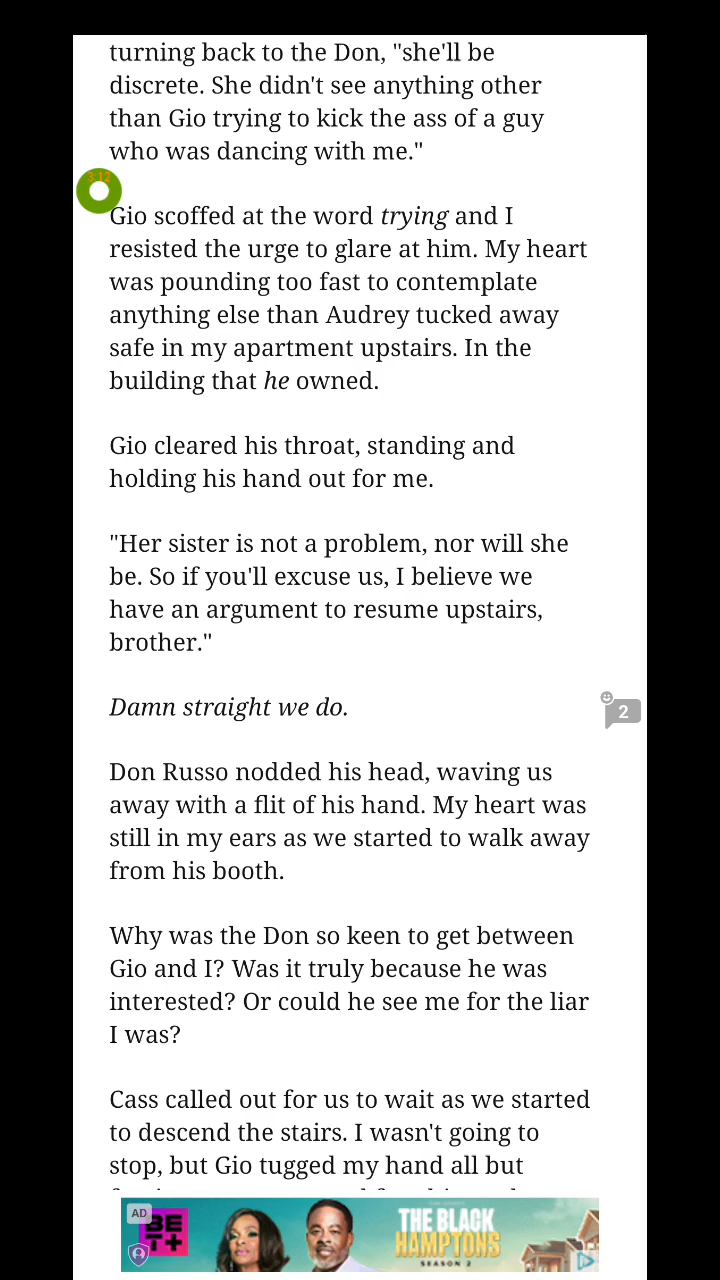 turning back to the Don, "she'll be
discrete. She didn't see anything other
than Gio trying to kick the ass of a guy
who was dancing with me."
3:12
Gio scoffed at the word trying and I
resisted the urge to glare at him. My heart
was pounding too fast to contemplate
anything else than Audrey tucked away
safe in my apartment upstairs. In the
building that he owned.
Gio cleared his throat, standing and
holding his hand out for me.
"Her sister is not a problem, nor will she
be. So if you'll excuse us, I believe we
have an argument to resume upstairs,
brother."
Damn straight we do.
2
Don Russo nodded his head, waving us
away with a flit of his hand. My heart was
still in my ears as we started to walk away
from his booth.
Why was the Don so keen to get between
Gio and I? Was it truly because he was
interested? Or could he see me for the liar
I was?
Cass called out for us to wait as we started
to descend the stairs. I wasn't going to
stop, but Gio tugged my hand all but
AD
BET+
THE BLACK
HAMPTONS
SEASON 2